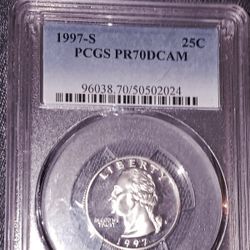 1997-S 25C
PCGS PR70DCAM
96038.70/50502024
LIBERTY
IN GOD WE
TRUST
1997